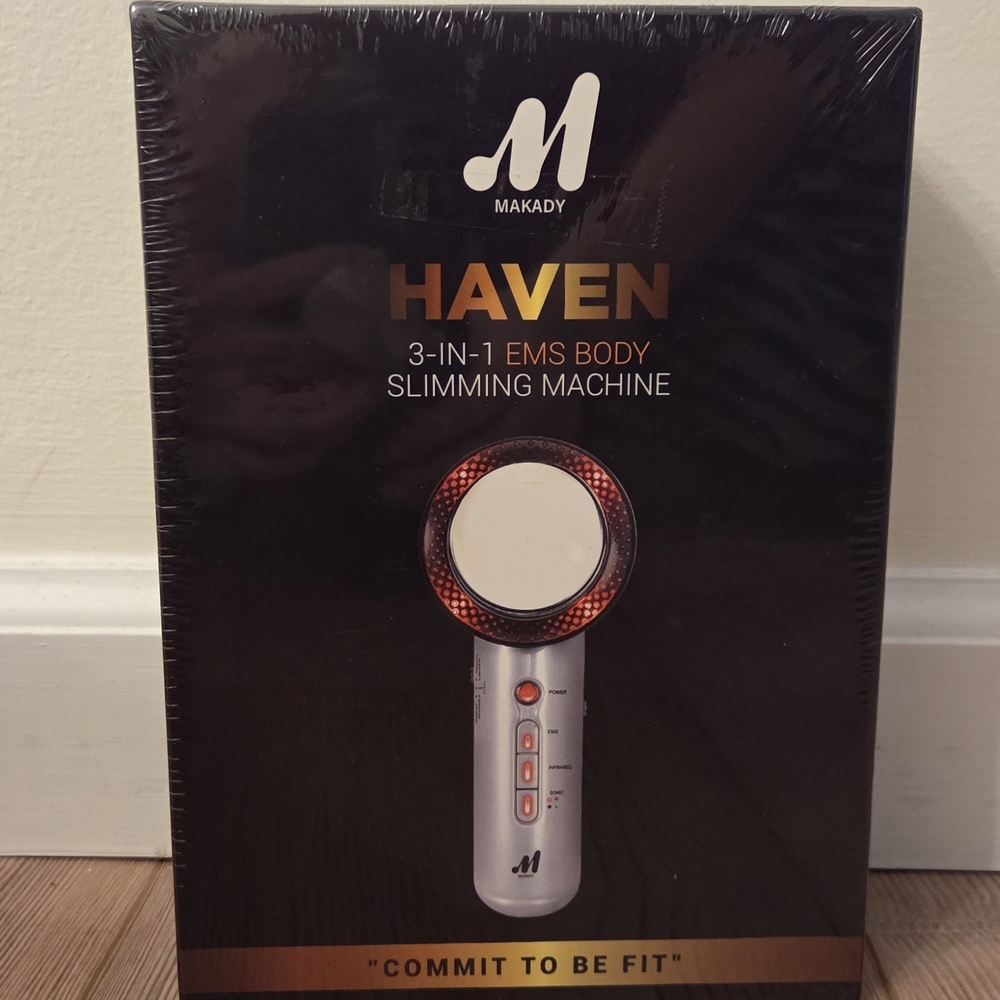 MAKADY
HAVEN
3-IN-1 EMS BODY
SLIMMING MACHINE
POWER
EMS
INFRARED
SONIC
H
L
M
"COMMIT TO BE FIT"